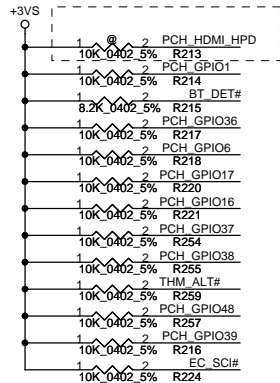 +3VS
1 @ 2 PCH_HDMI_HPD
10K_0402_5% R213
1 2 PCH_GPIO1
10K_0402_5% R214
1 2 BT_DET#
8.2K_0402_5% R215
1 2 PCH_GPIO36
10K_0402_5% R217
1 2 PCH_GPIO6
10K_0402_5% R218
1 2 PCH_GPIO17
10K_0402_5% R220
1 2 PCH_GPIO16
10K_0402_5% R221
1 2 PCH_GPIO37
10K_0402_5% R254
1 2 PCH_GPIO38
10K_0402_5% R255
1 2 THM_ALT#
10K_0402_5% R259
1 2 PCH_GPIO48
10K_0402_5% R257
1 2 PCH_GPIO39
10K_0402_5% R216
1 2 EC_SCI#
10K_0402_5% R224